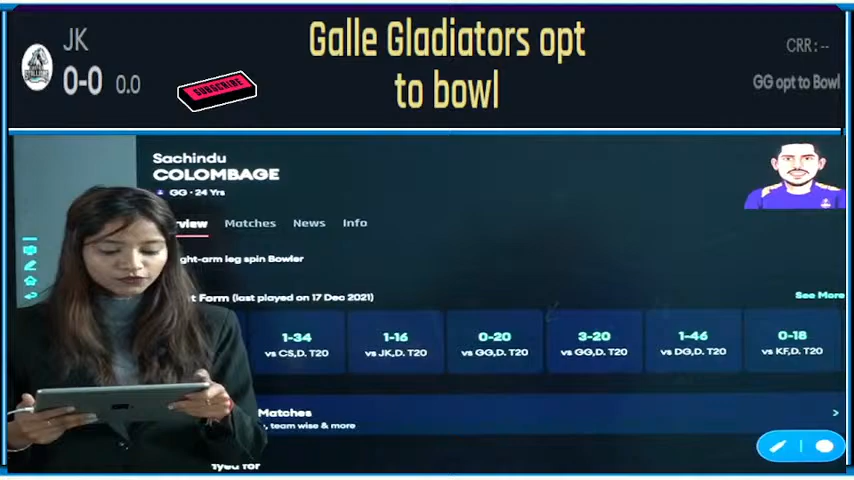 JK
0-0 0.0
SUBSCRIBE
Galle Gladiators opt
to bowl
CRR : --
GG opt to Bowl
Sachindu
COLOMBAGE
GG · 24 Yrs
rview Matches News Info
ght-arm leg spin Bowler
t Form (last played on 17 Dec 2021)
See More
1-34
vs CS,D. T20
1-16
vs JK,D. T20
0-20
vs GG,D. T20
3-20
vs GG,D. T20
1-46
vs DG,D. T20
0-18
vs KF,D. T20
Matches
, team wise & more
>
yed for